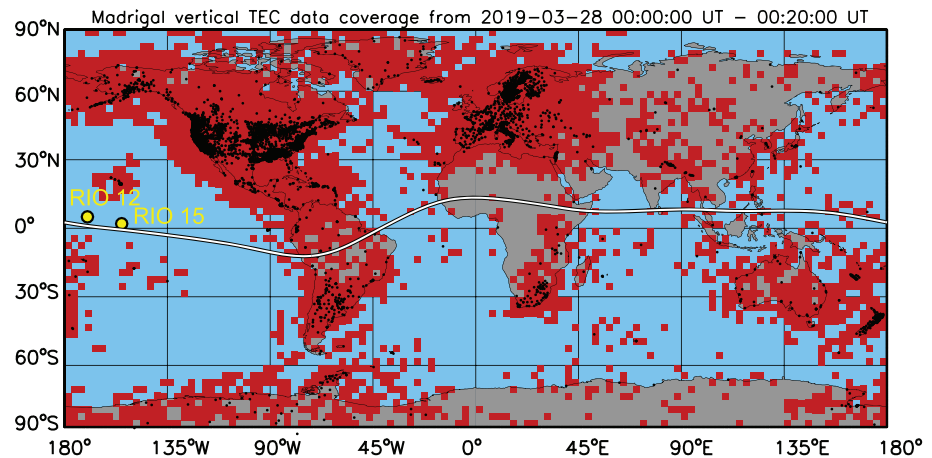 Madrigal vertical TEC data coverage from 2019-03-28 00:00:00 UT - 00:20:00 UT
90°N
60°N
30°N
RIO 12
RIO 15
0°
30°S
60°S
90°S
180° 135°W 90°W 45°W 0° 45°E 90°E 135°E 180°